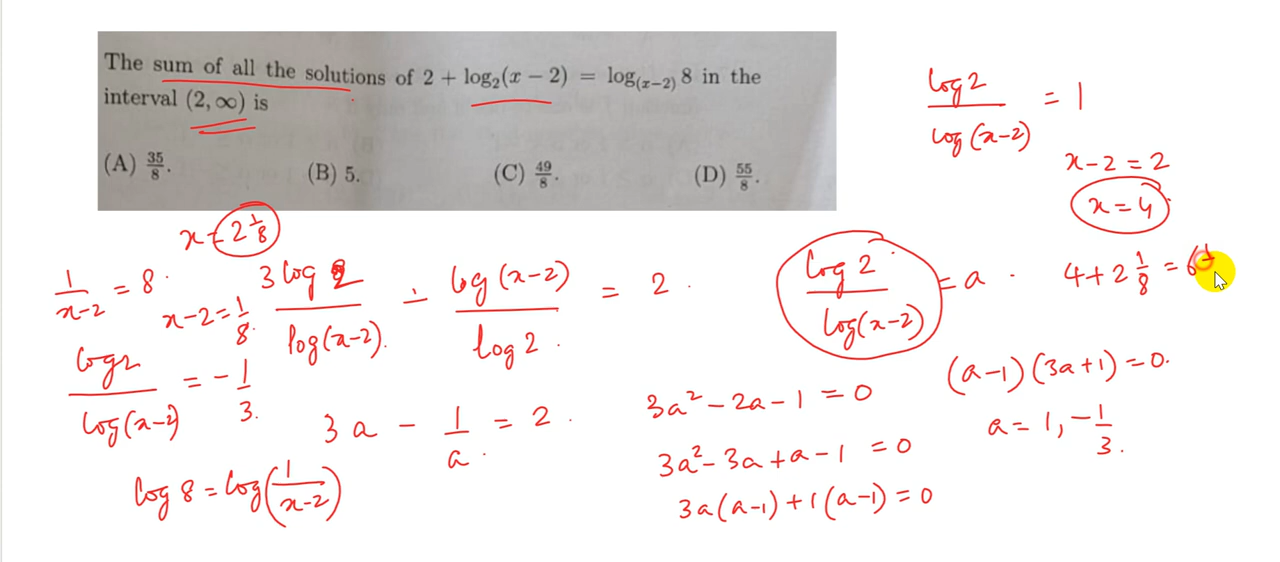 The sum of all the solutions of 2 + log₂(x − 2) = log₍ₓ₋₂₎ 8 in the
interval (2, ∞) is
(A) 35/8. (B) 5. (C) 49/8. (D) 55/8.
log 2 / log (x-2) = 1
x-2 = 2
x = 4
x = 2 1/8
1/(x-2) = 8.
x-2 = 1/8.
3 log 2 / log(x-2). - log (x-2) / log 2. = 2.
log 2 / log(x-2) = a.
4 + 2 1/8 = 6 1
log 2 / log (x-2) = -1/3.
3a - 1/a. = 2.
3a² - 2a - 1 = 0
(a-1)(3a+1) = 0.
3a² - 3a + a - 1 = 0
a = 1, -1/3.
log 8 = log(1/(x-2))
3a(a-1) + 1(a-1) = 0